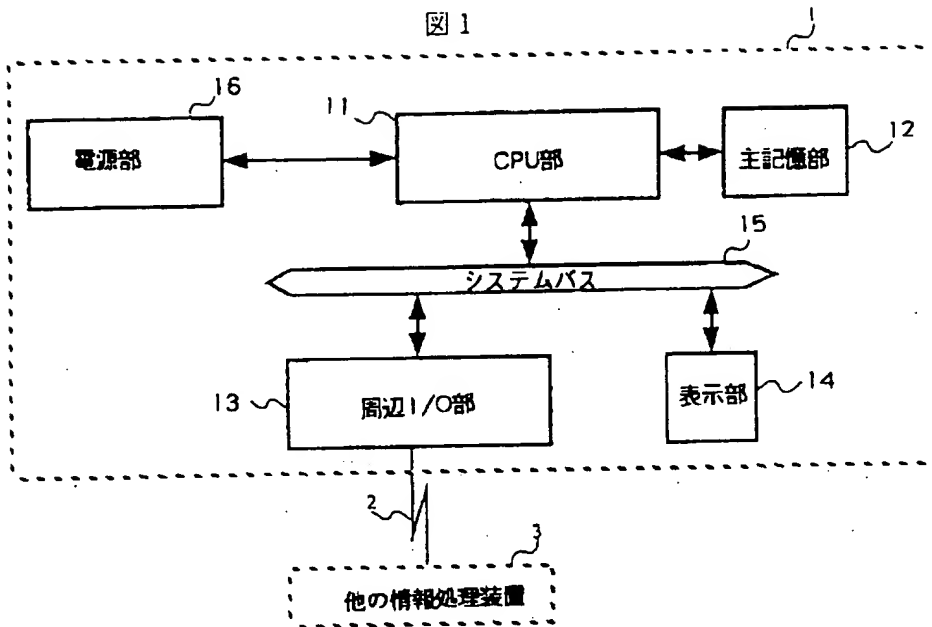 図1
1
16
電源部
11
CPU部
12
主記憶部
15
システムバス
13
周辺I/O部
14
表示部
2
3
他の情報処理装置